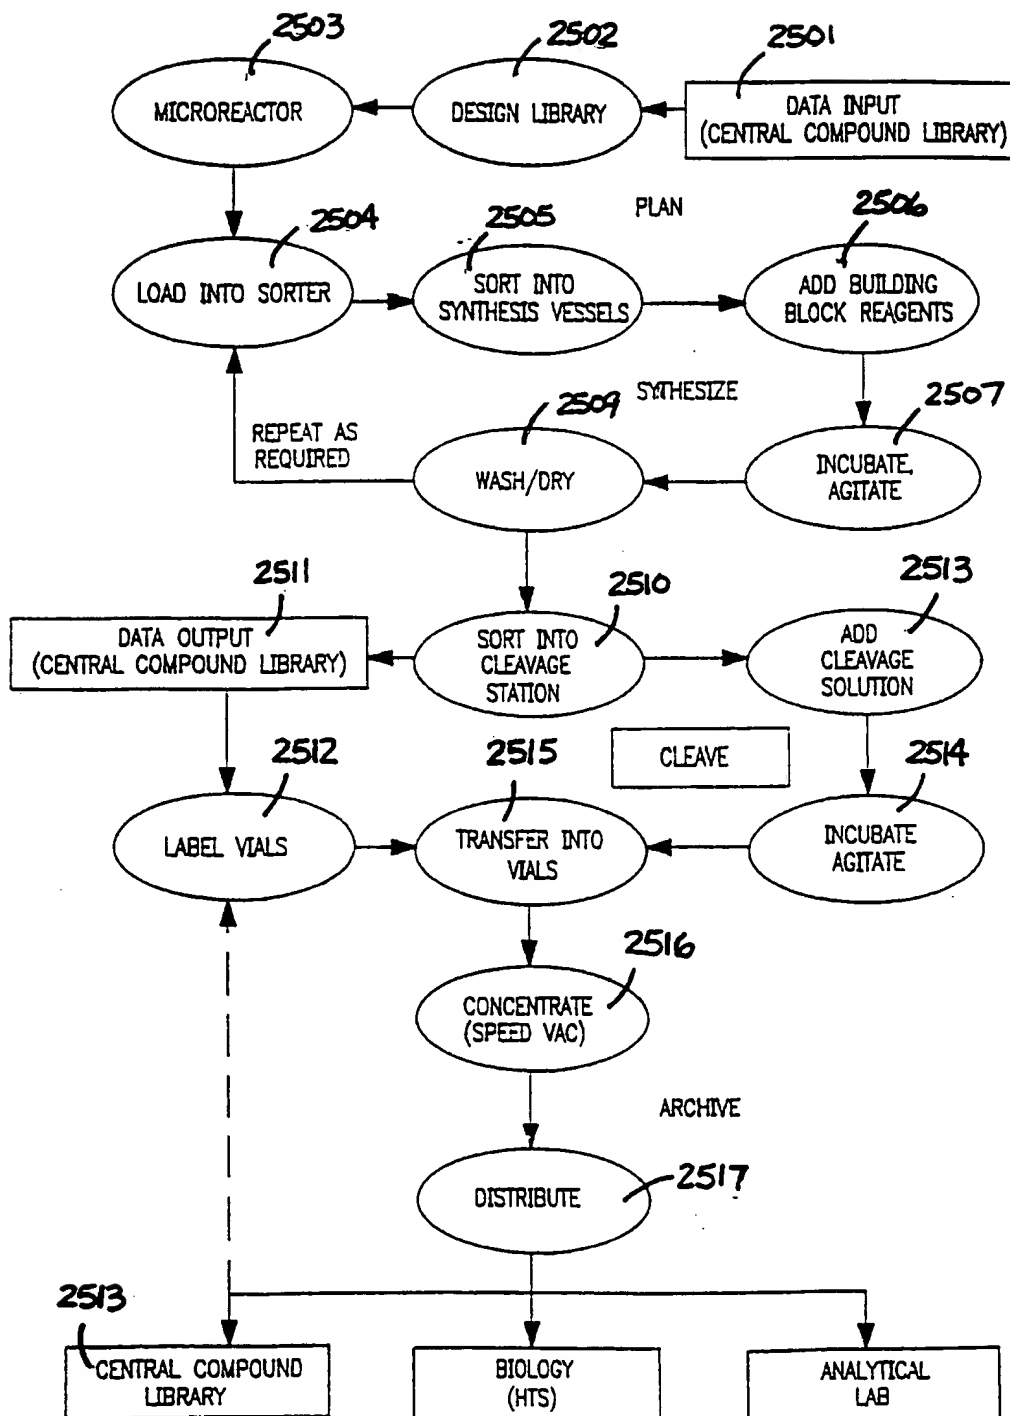 2503
2502
2501
MICROREACTOR
DESIGN LIBRARY
DATA INPUT
(CENTRAL COMPOUND LIBRARY)
PLAN
2504
2505
2506
LOAD INTO SORTER
SORT INTO
SYNTHESIS VESSELS
ADD BUILDING
BLOCK REAGENTS
SYTHESIZE
2509
2507
REPEAT AS
REQUIRED
WASH/DRY
INCUBATE,
AGITATE
2511
2510
2513
DATA OUTPUT
(CENTRAL COMPOUND LIBRARY)
SORT INTO
CLEAVAGE
STATION
ADD
CLEAVAGE
SOLUTION
CLEAVE
2512
2515
2514
LABEL VIALS
TRANSFER INTO
VIALS
INCUBATE
AGITATE
2516
CONCENTRATE
(SPEED VAC)
ARCHIVE
2517
DISTRIBUTE
2513
CENTRAL COMPOUND
LIBRARY
BIOLOGY
(HTS)
ANALYTICAL
LAB